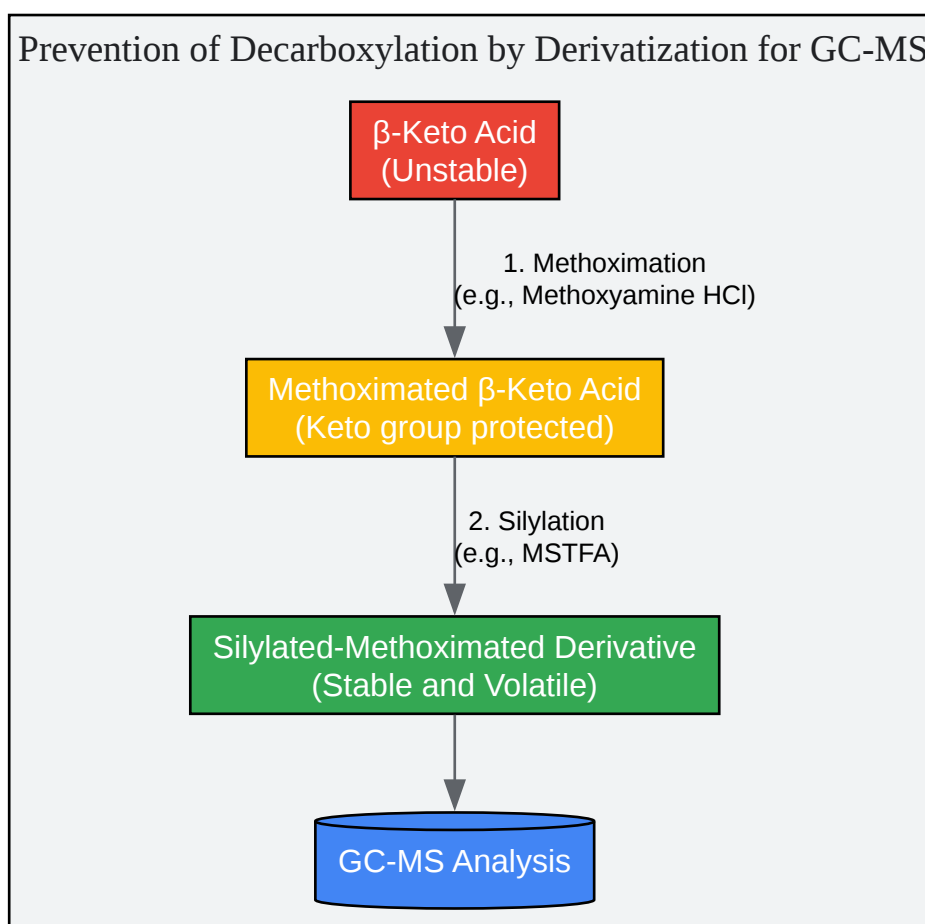 Prevention of Decarboxylation by Derivatization for GC-MS
β-Keto Acid
(Unstable)
1. Methoximation
(e.g., Methoxyamine HCl)
Methoximated β-Keto Acid
(Keto group protected)
2. Silylation
(e.g., MSTFA)
Silylated-Methoximated Derivative
(Stable and Volatile)
GC-MS Analysis